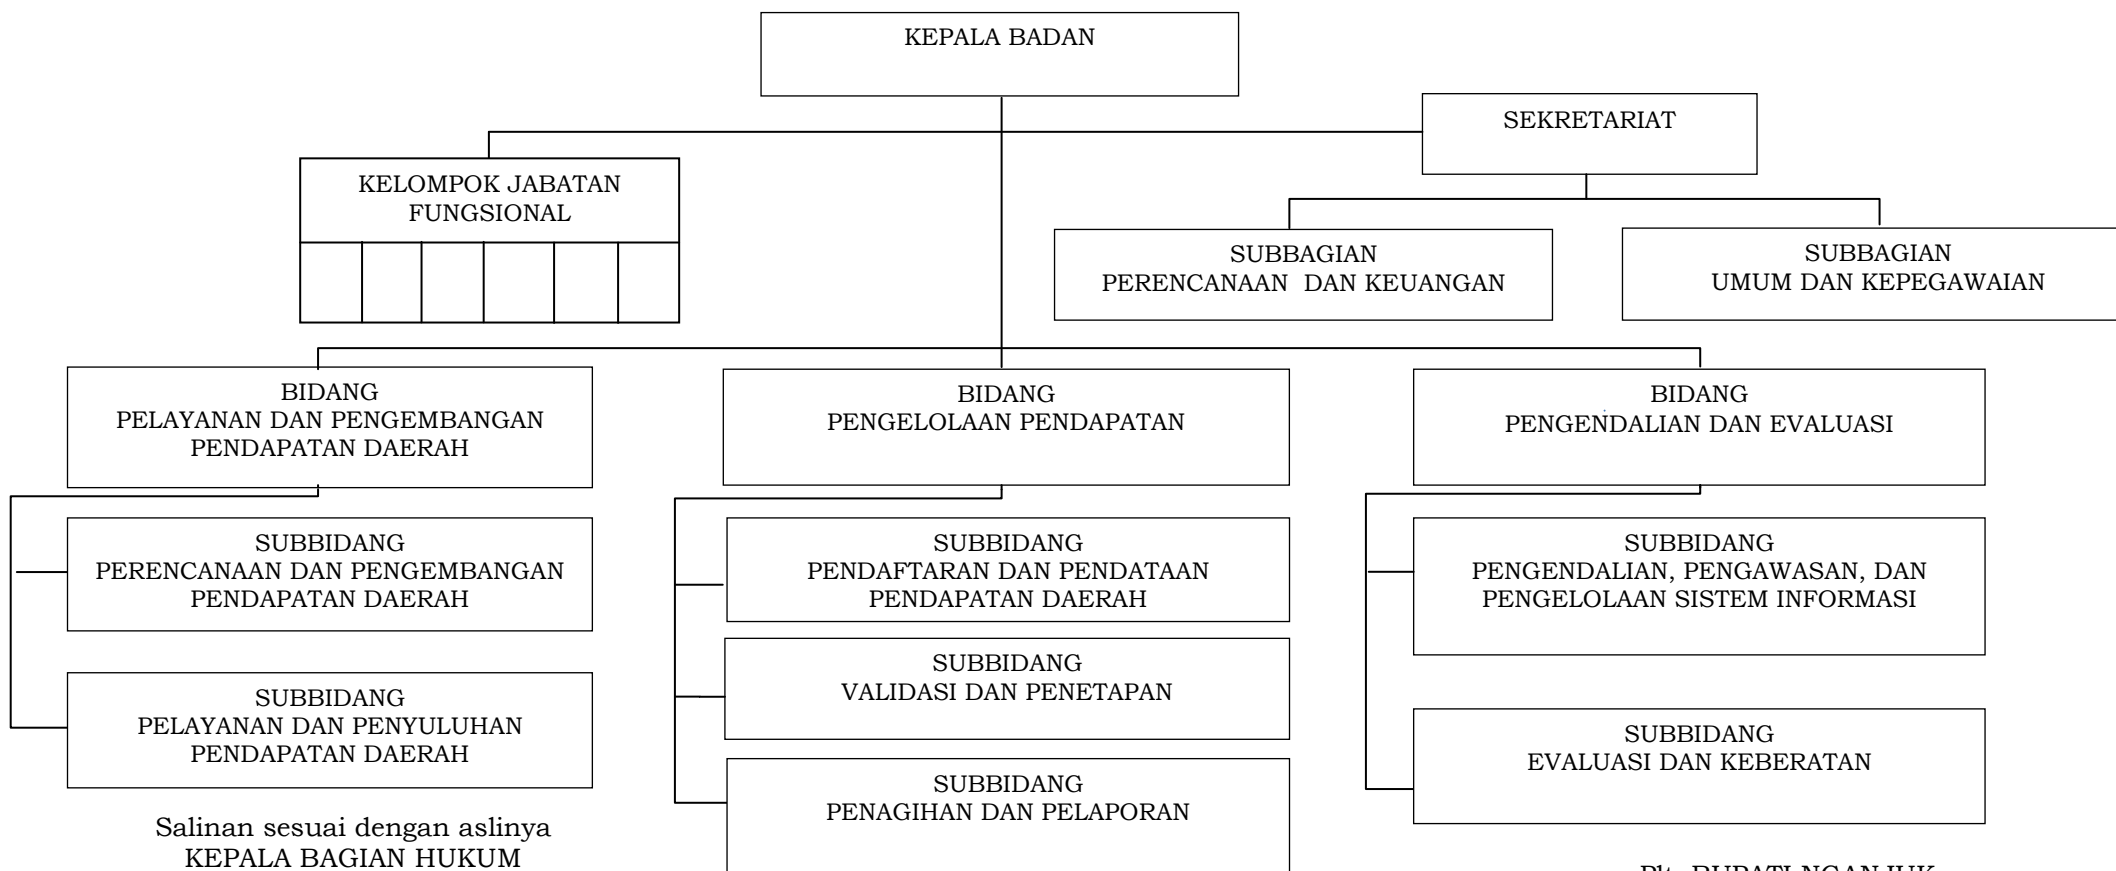 KEPALA BADAN
SEKRETARIAT
KELOMPOK JABATAN
FUNGSIONAL
SUBBAGIAN
PERENCANAAN DAN KEUANGAN
SUBBAGIAN
UMUM DAN KEPEGAWAIAN
BIDANG
PELAYANAN DAN PENGEMBANGAN
PENDAPATAN DAERAH
BIDANG
PENGELOLAAN PENDAPATAN
BIDANG
PENGENDALIAN DAN EVALUASI
SUBBIDANG
PERENCANAAN DAN PENGEMBANGAN
PENDAPATAN DAERAH
SUBBIDANG
PENDAFTARAN DAN PENDATAAN
PENDAPATAN DAERAH
SUBBIDANG
PENGENDALIAN, PENGAWASAN, DAN
PENGELOLAAN SISTEM INFORMASI
SUBBIDANG
PELAYANAN DAN PENYULUHAN
PENDAPATAN DAERAH
SUBBIDANG
VALIDASI DAN PENETAPAN
SUBBIDANG
EVALUASI DAN KEBERATAN
SUBBIDANG
PENAGIHAN DAN PELAPORAN
Salinan sesuai dengan aslinya
KEPALA BAGIAN HUKUM
Plt. BUPATI NGANJUK